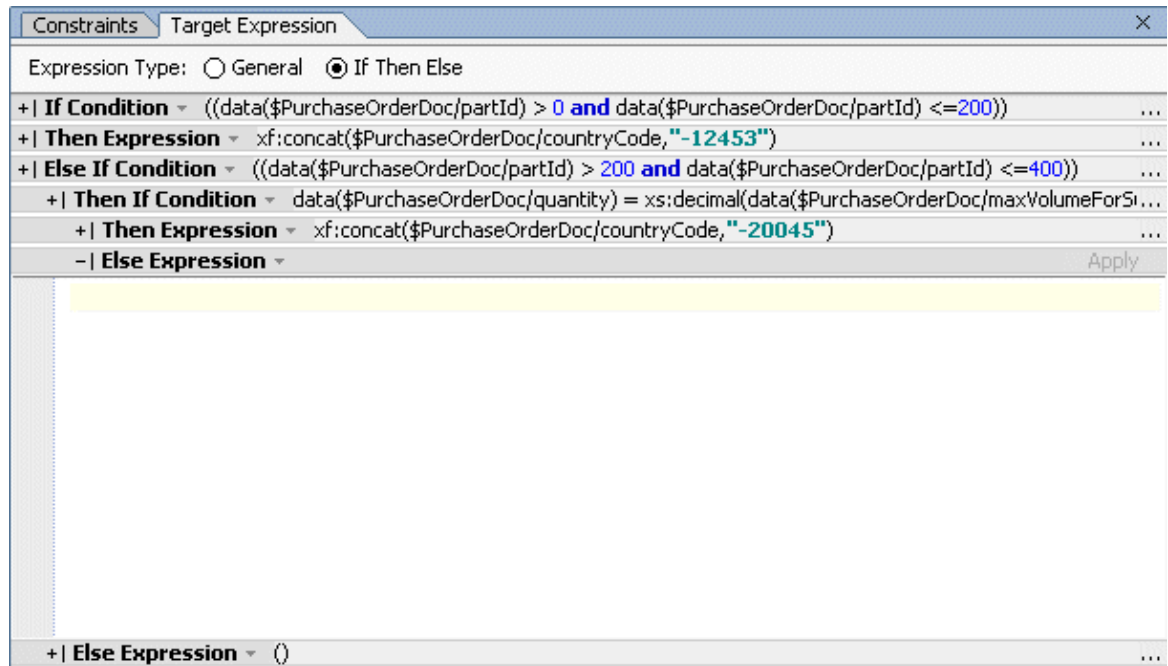 Constraints Target Expression
Expression Type: General If Then Else
+| If Condition ((data($PurchaseOrderDoc/partId) > 0 and data($PurchaseOrderDoc/partId) <=200)) ...
+| Then Expression xf:concat($PurchaseOrderDoc/countryCode,"-12453") ...
+| Else If Condition ((data($PurchaseOrderDoc/partId) > 200 and data($PurchaseOrderDoc/partId) <=400)) ...
+| Then If Condition data($PurchaseOrderDoc/quantity) = xs:decimal(data($PurchaseOrderDoc/maxVolumeForS ...
+| Then Expression xf:concat($PurchaseOrderDoc/countryCode,"-20045") ...
-| Else Expression Apply
+| Else Expression () ...